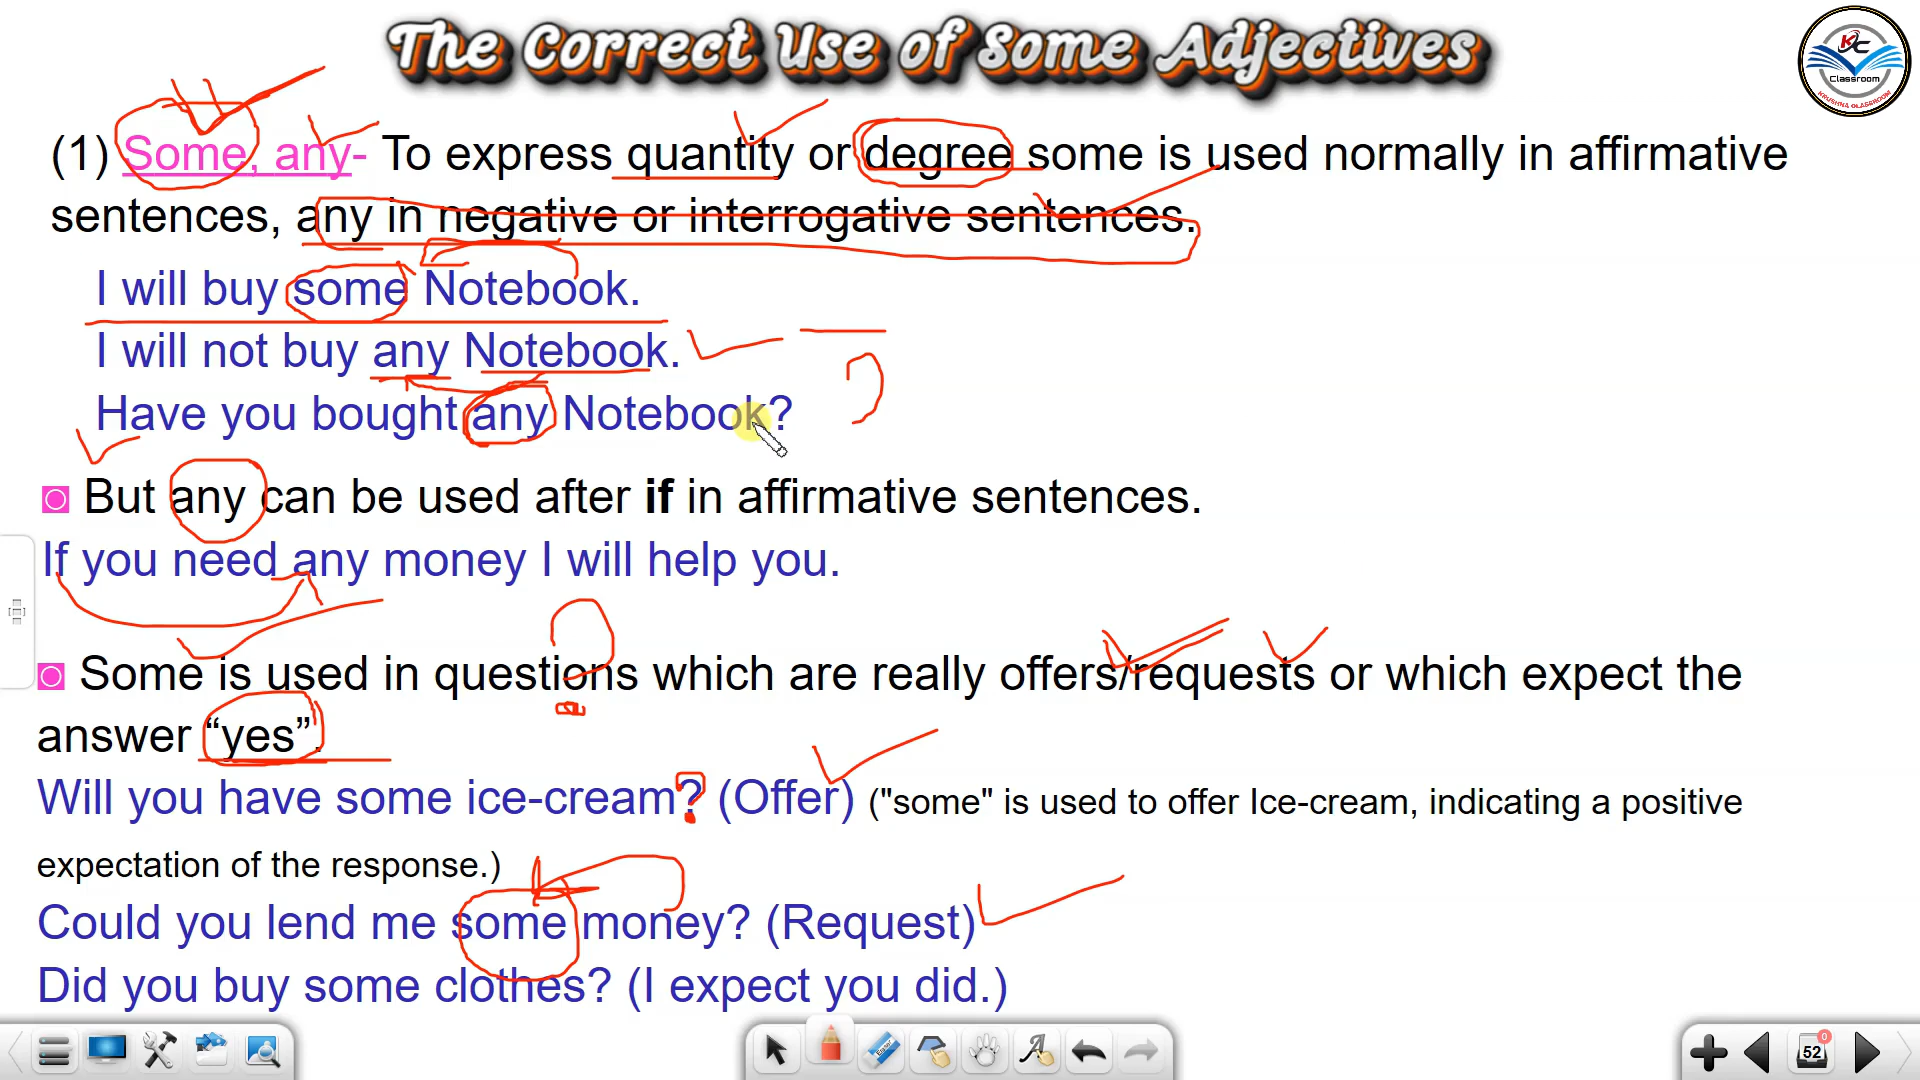 The Correct Use of Some Adjectives
KC
Classroom
KRUSHNA CLASSROOM
(1) Some, any- To express quantity or degree some is used normally in affirmative
sentences, any in negative or interrogative sentences.
I will buy some Notebook.
I will not buy any Notebook.
Have you bought any Notebook?
But any can be used after if in affirmative sentences.
If you need any money I will help you.
Some is used in questions which are really offers/requests or which expect the
answer “yes”.
Will you have some ice-cream? (Offer) ("some" is used to offer Ice-cream, indicating a positive
expectation of the response.)
Could you lend me some money? (Request)
Did you buy some clothes? (I expect you did.)
Eraser
A
52
0